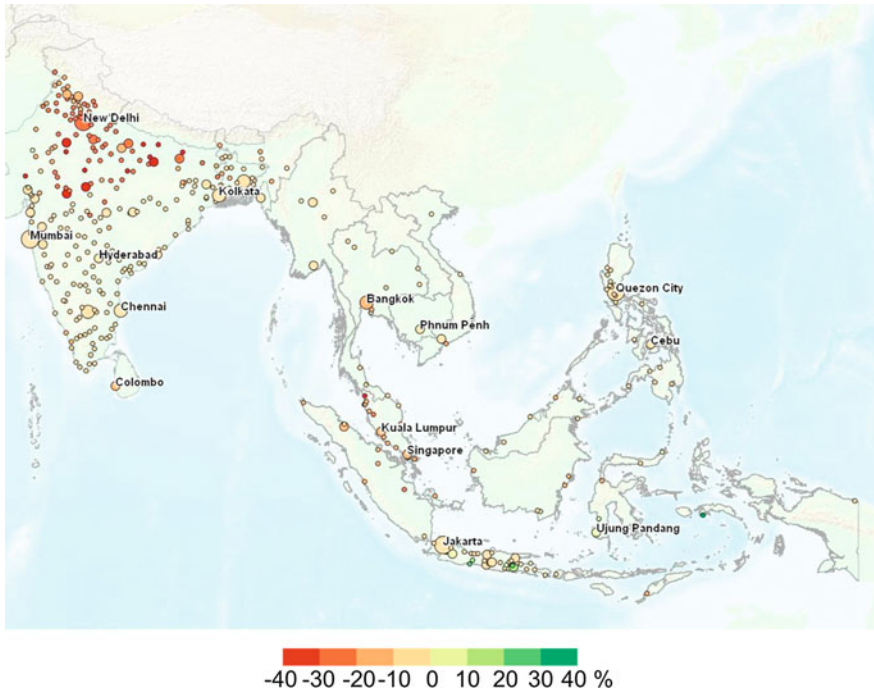 New Delhi
Kolkata
Mumbai
Hyderabad
Chennai
Bangkok
Quezon City
Phnum Penh
Cebu
Colombo
Kuala Lumpur
Singapore
Ujung Pandang
Jakarta
-40 -30 -20 -10 0 10 20 30 40 %